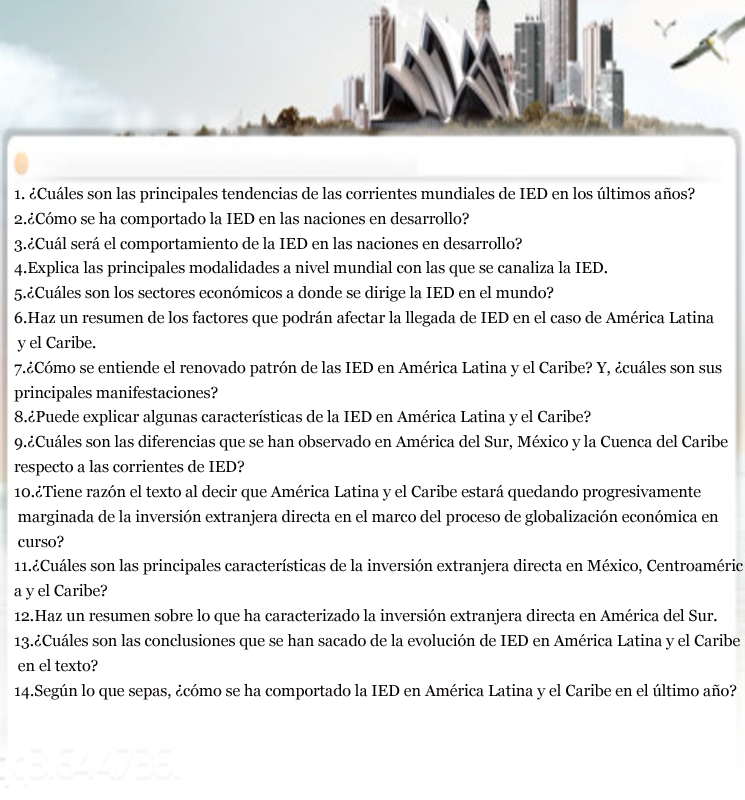 1. ¿Cuáles son las principales tendencias de las corrientes mundiales de IED en los últimos años?
2.¿Cómo se ha comportado la IED en las naciones en desarrollo?
3.¿Cuál será el comportamiento de la IED en las naciones en desarrollo?
4.Explica las principales modalidades a nivel mundial con las que se canaliza la IED.
5.¿Cuáles son los sectores económicos a donde se dirige la IED en el mundo?
6.Haz un resumen de los factores que podrán afectar la llegada de IED en el caso de América Latina
y el Caribe.
7.¿Cómo se entiende el renovado patrón de las IED en América Latina y el Caribe? Y, ¿cuáles son sus
principales manifestaciones?
8.¿Puede explicar algunas características de la IED en América Latina y el Caribe?
9.¿Cuáles son las diferencias que se han observado en América del Sur, México y la Cuenca del Caribe
respecto a las corrientes de IED?
10.¿Tiene razón el texto al decir que América Latina y el Caribe estará quedando progresivamente
marginada de la inversión extranjera directa en el marco del proceso de globalización económica en
curso?
11.¿Cuáles son las principales características de la inversión extranjera directa en México, Centroaméric
a y el Caribe?
12.Haz un resumen sobre lo que ha caracterizado la inversión extranjera directa en América del Sur.
13.¿Cuáles son las conclusiones que se han sacado de la evolución de IED en América Latina y el Caribe
en el texto?
14.Según lo que sepas, ¿cómo se ha comportado la IED en América Latina y el Caribe en el último año?